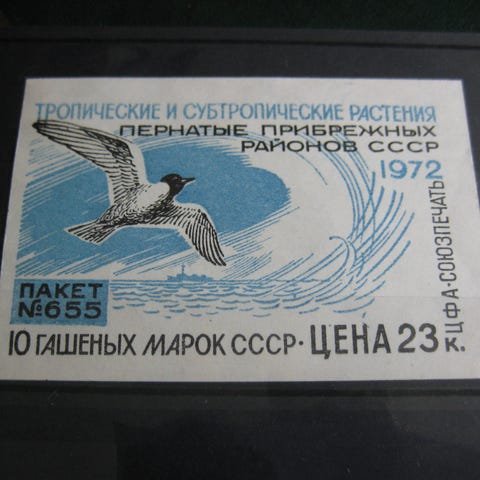 ТРОПИЧЕСКИЕ И СУБТРОПИЧЕСКИЕ РАСТЕНИЯ
ПЕРНАТЫЕ ПРИБРЕЖНЫХ
РАЙОНОВ СССР
1972
ПАКЕТ
№655
10 ГАШЕНЫХ МАРОК СССР·ЦЕНА 23 к.
ЦФА·СОЮЗПЕЧАТЬ